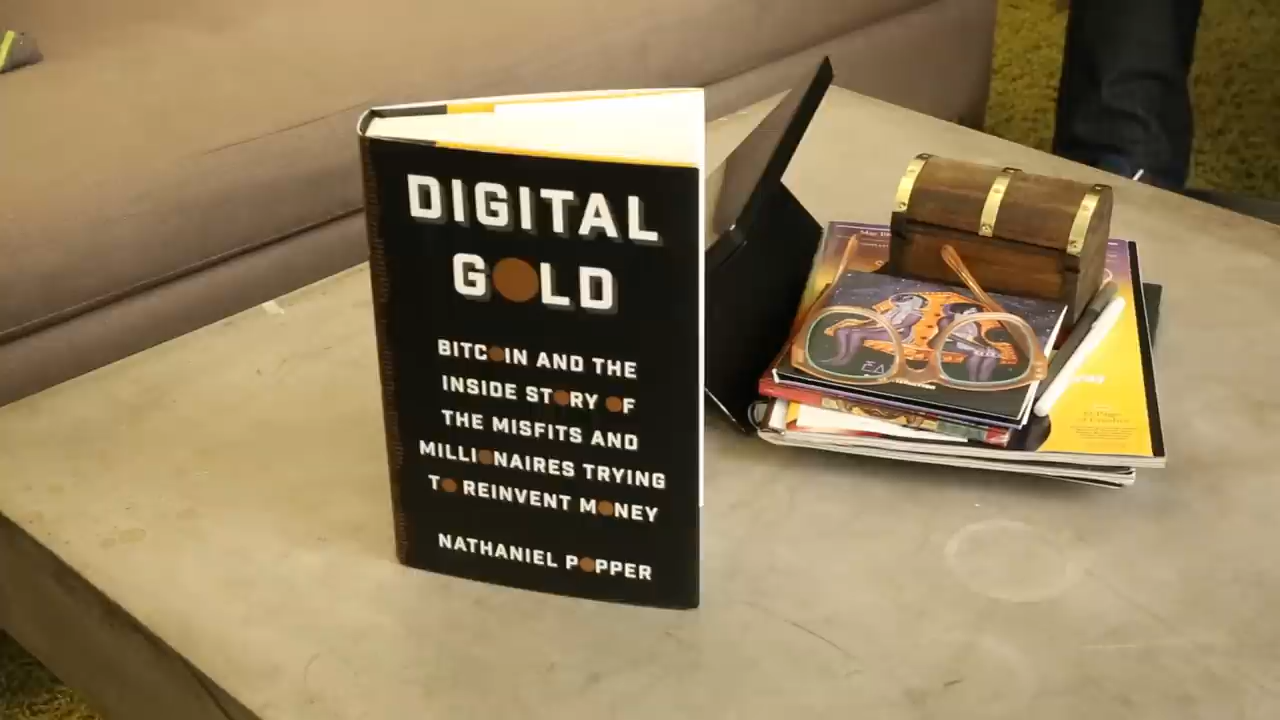 DIGITAL
GOLD
BITCOIN AND THE
INSIDE STORY OF
THE MISFITS AND
MILLIONAIRES TRYING
TO REINVENT MONEY
NATHANIEL POPPER